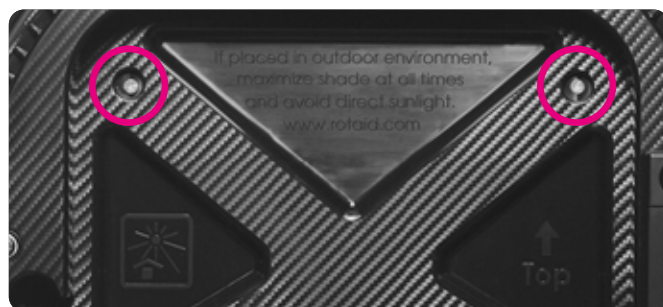 If placed in outdoor environment,
maximize shade at all times
and avoid direct sunlight.
www.rotaid.com
Top